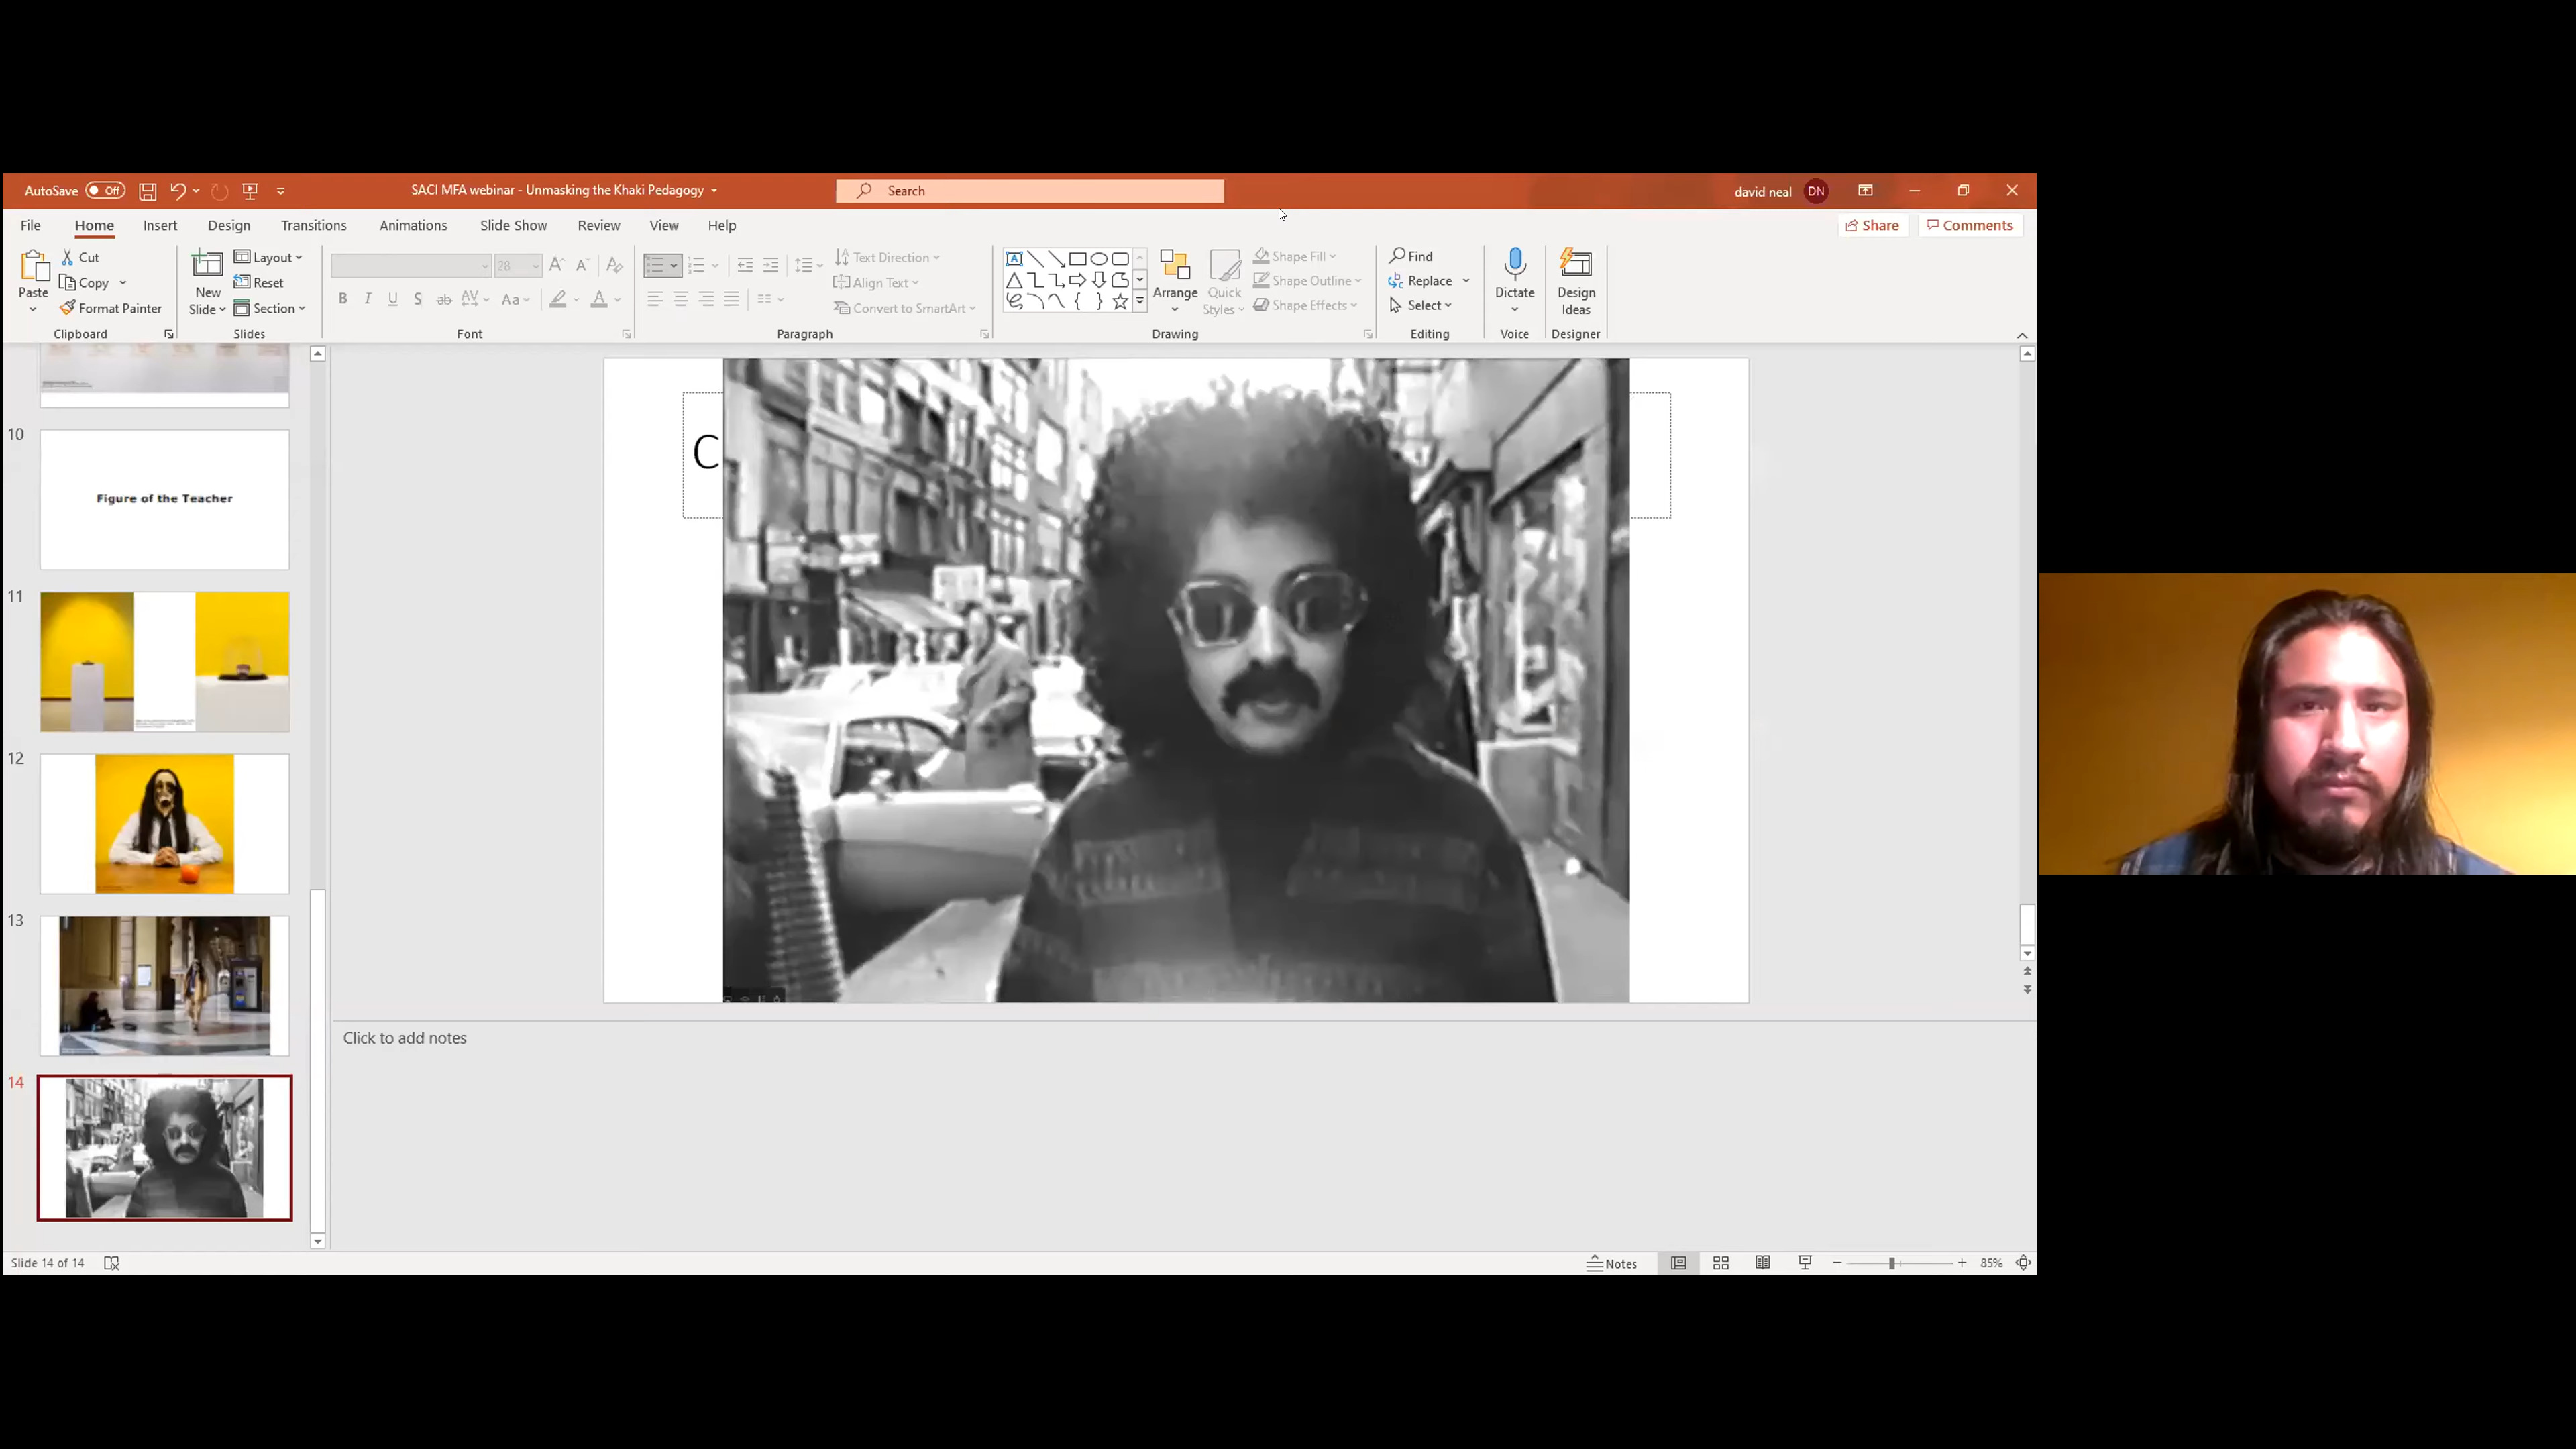 AutoSave Off SACI MFA webinar - Unmasking the Khaki Pedagogy Search david neal DN
File Home Insert Design Transitions Animations Slide Show Review View Help Share Comments
Paste Cut Copy Format Painter
Clipboard
New Slide Layout Reset Section
Slides
28
B I U S ab AV Aa A
Font
Text Direction
Align Text
Convert to SmartArt
Paragraph
Arrange
Quick Styles
Shape Fill
Shape Outline
Shape Effects
Drawing
Find
Replace
Select
Editing
Dictate
Voice
Design Ideas
Designer
10
Figure of the Teacher
11
12
13
14
C
Click to add notes
Slide 14 of 14
Notes
85%